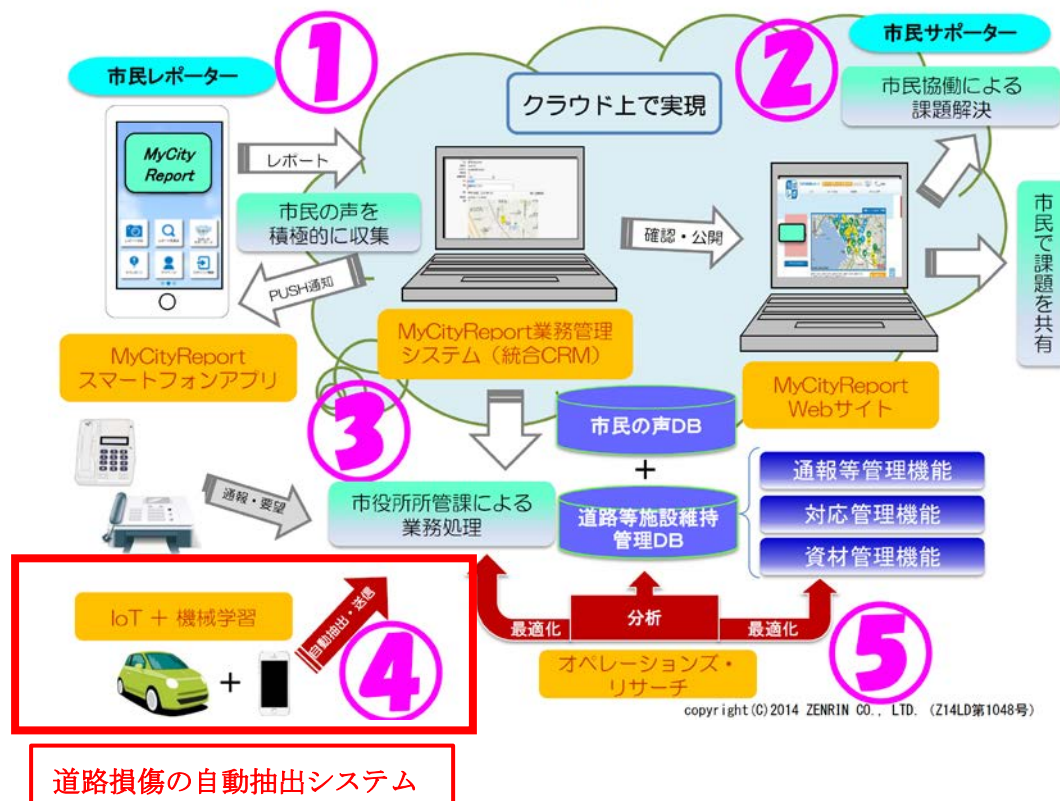 ①
②
市民レポーター
市民サポーター
クラウド上で実現
市民協働による
課題解決
MyCity
Report
レポート
市民の声を
積極的に収集
PUSH通知
確認・公開
市民で課題を共有
MyCityReport
スマートフォンアプリ
MyCityReport業務管理
システム（統合CRM）
MyCityReport
Webサイト
③
市民の声DB
+
通報・要望
市役所所管課による
業務処理
道路等施設維持
管理DB
通報等管理機能
対応管理機能
資材管理機能
IoT + 機械学習
+
自動抽出・送信
④
最適化
分析
最適化
⑤
オペレーションズ・
リサーチ
copyright(C)2014 ZENRIN CO., LTD. (Z14LD第1048号)
道路損傷の自動抽出システム